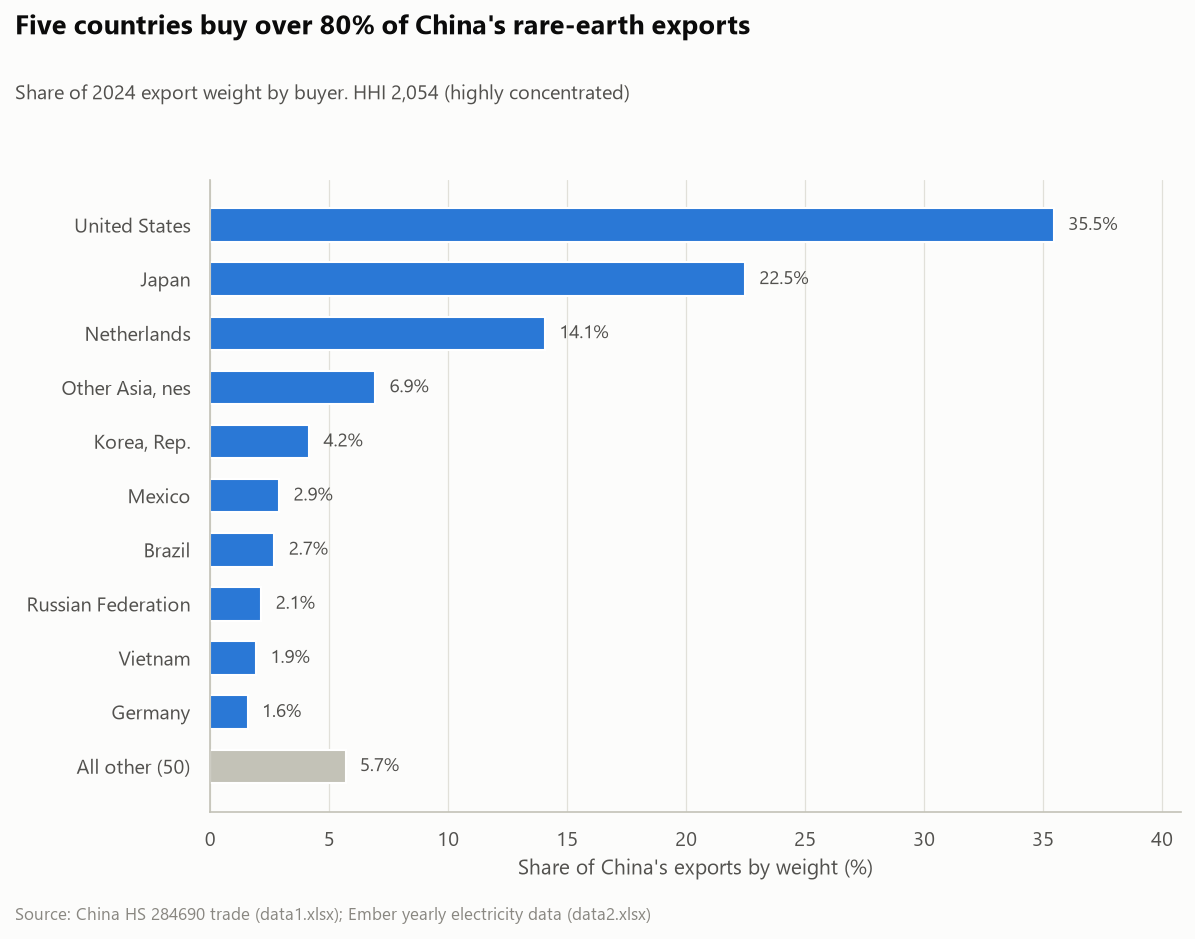 Five countries buy over 80% of China's rare-earth exports
Share of 2024 export weight by buyer. HHI 2,054 (highly concentrated)
United States 35.5%
Japan 22.5%
Netherlands 14.1%
Other Asia, nes 6.9%
Korea, Rep. 4.2%
Mexico 2.9%
Brazil 2.7%
Russian Federation 2.1%
Vietnam 1.9%
Germany 1.6%
All other (50) 5.7%
0 5 10 15 20 25 30 35 40
Share of China's exports by weight (%)
Source: China HS 284690 trade (data1.xlsx); Ember yearly electricity data (data2.xlsx)